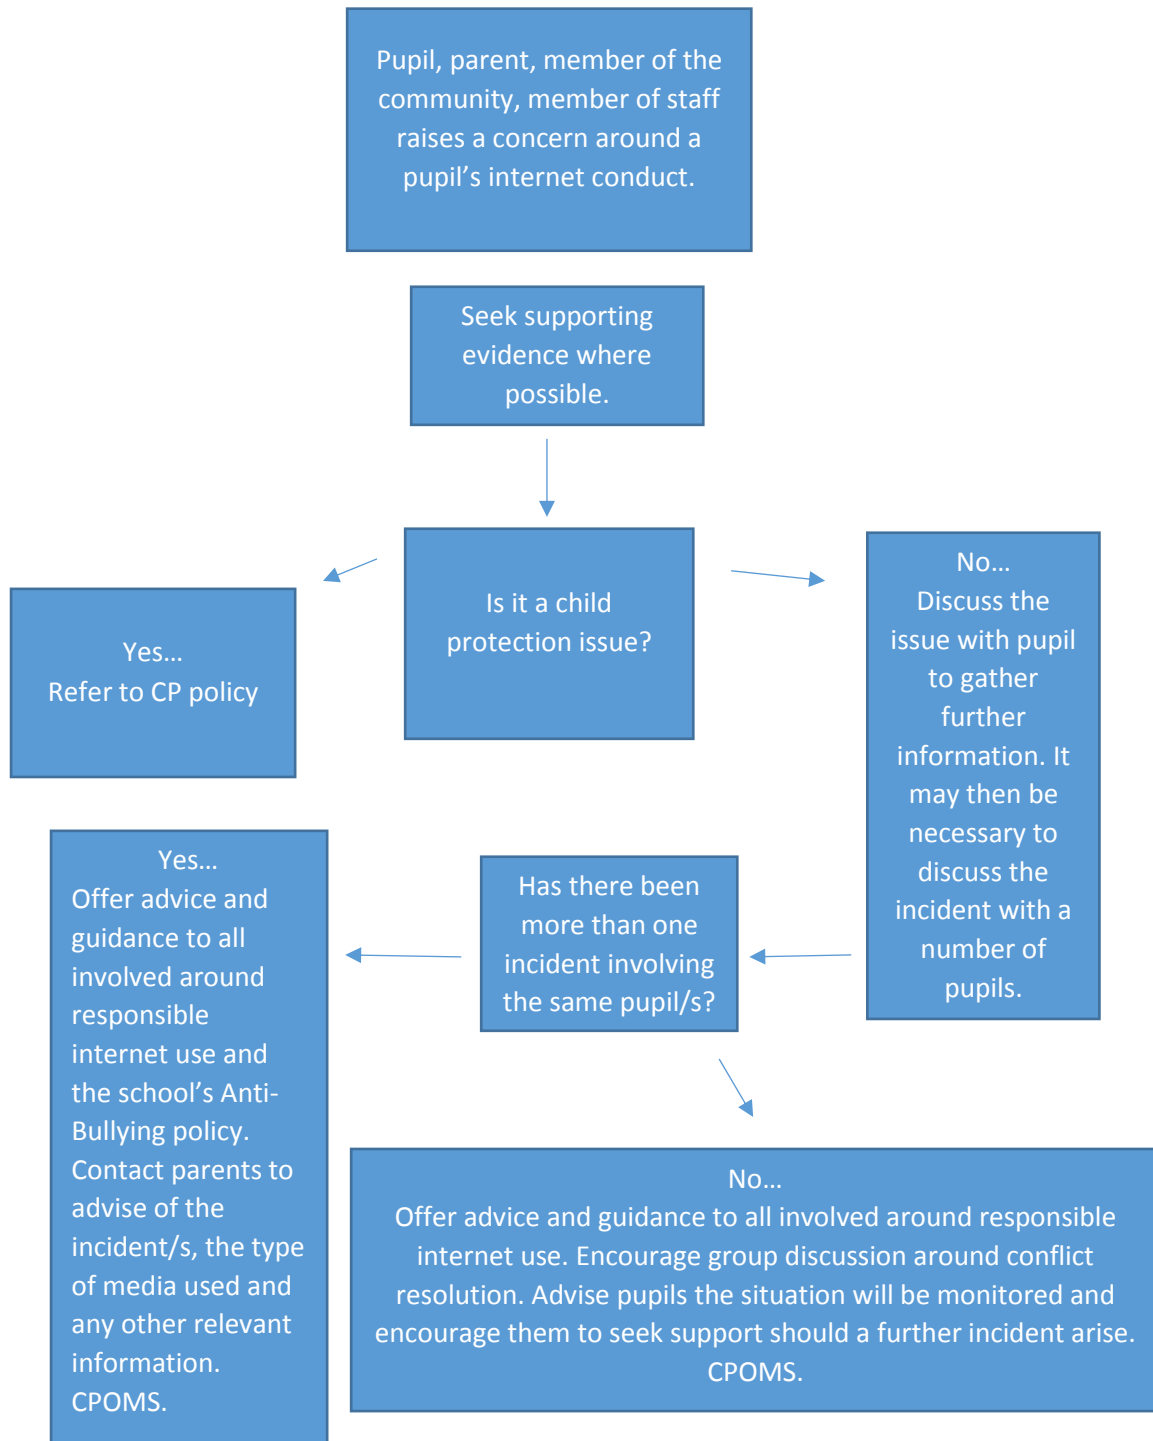 Pupil, parent, member of the
community, member of staff
raises a concern around a
pupil’s internet conduct.
Seek supporting
evidence where
possible.
Is it a child
protection issue?
Yes…
Refer to CP policy
No…
Discuss the
issue with pupil
to gather
further
information. It
may then be
necessary to
discuss the
incident with a
number of
pupils.
Has there been
more than one
incident involving
the same pupil/s?
Yes…
Offer advice and
guidance to all
involved around
responsible
internet use and
the school’s Anti-
Bullying policy.
Contact parents to
advise of the
incident/s, the type
of media used and
any other relevant
information.
CPOMS.
No…
Offer advice and guidance to all involved around responsible
internet use. Encourage group discussion around conflict
resolution. Advise pupils the situation will be monitored and
encourage them to seek support should a further incident arise.
CPOMS.